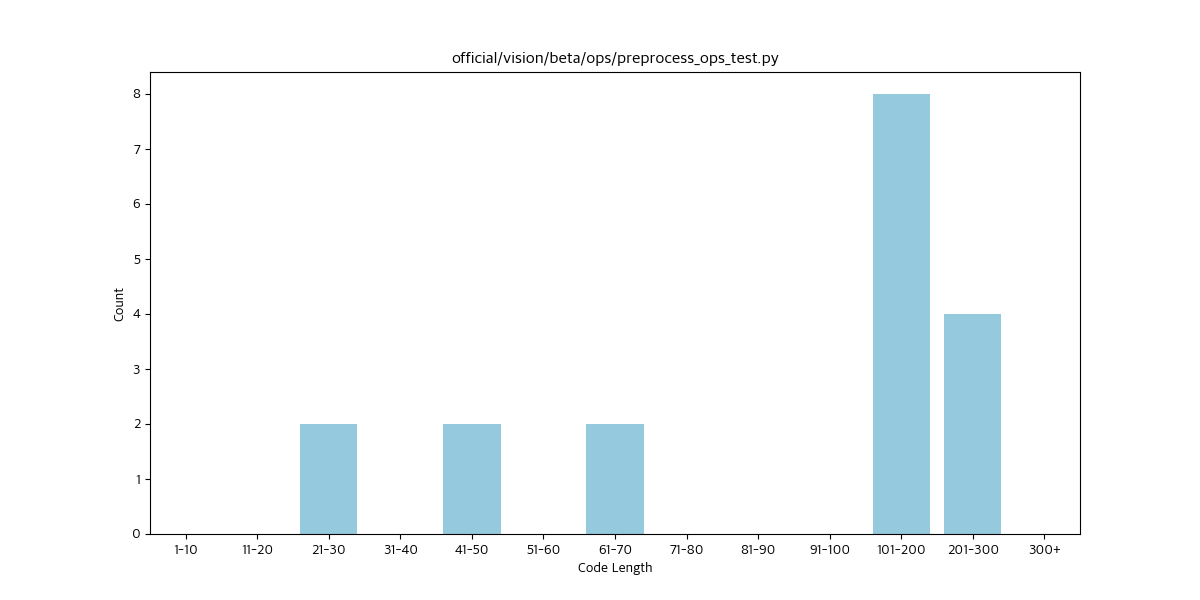 official/vision/beta/ops/preprocess_ops_test.py
8
7
6
5
4
3
2
1
0
Count
1-10 11-20 21-30 31-40 41-50 51-60 61-70 71-80 81-90 91-100 101-200 201-300 300+
Code Length